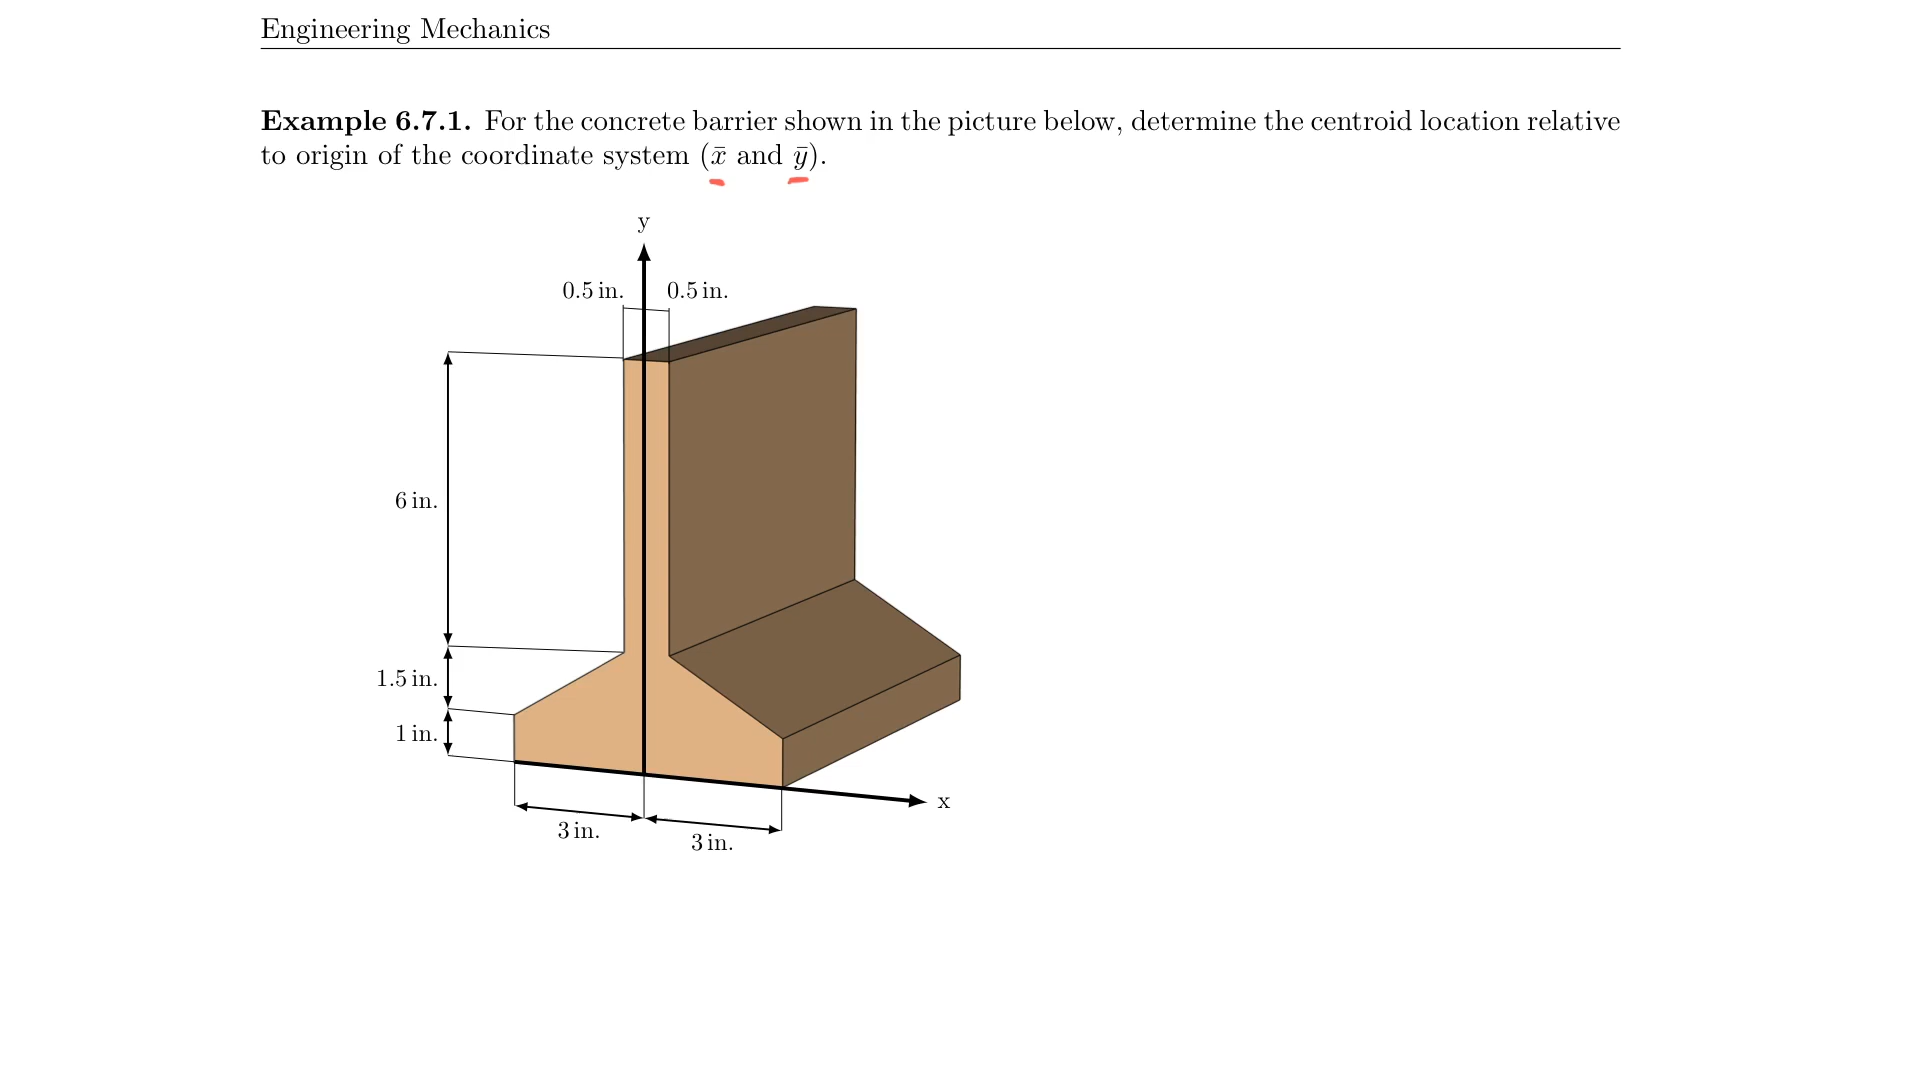 Engineering Mechanics
Example 6.7.1. For the concrete barrier shown in the picture below, determine the centroid location relative
to origin of the coordinate system (x̄ and ȳ).
y
0.5 in.
0.5 in.
6 in.
1.5 in.
1 in.
x
3 in.
3 in.